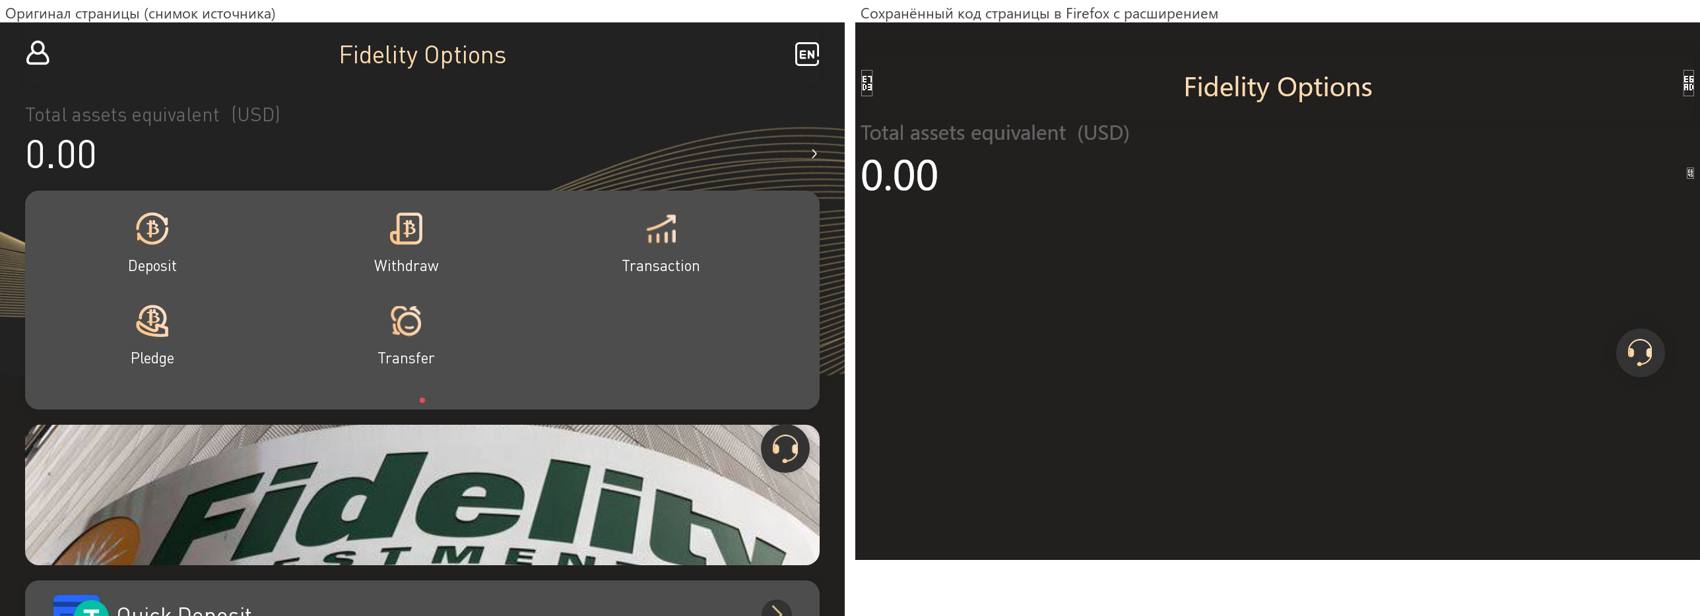 Оригинал страницы (снимок источника)
Fidelity Options
EN
Total assets equivalent (USD)
0.00
Deposit
Withdraw
Transaction
Pledge
Transfer
Fidelity
Quick Deposit
Сохранённый код страницы в Firefox с расширением
Fidelity Options
Total assets equivalent (USD)
0.00